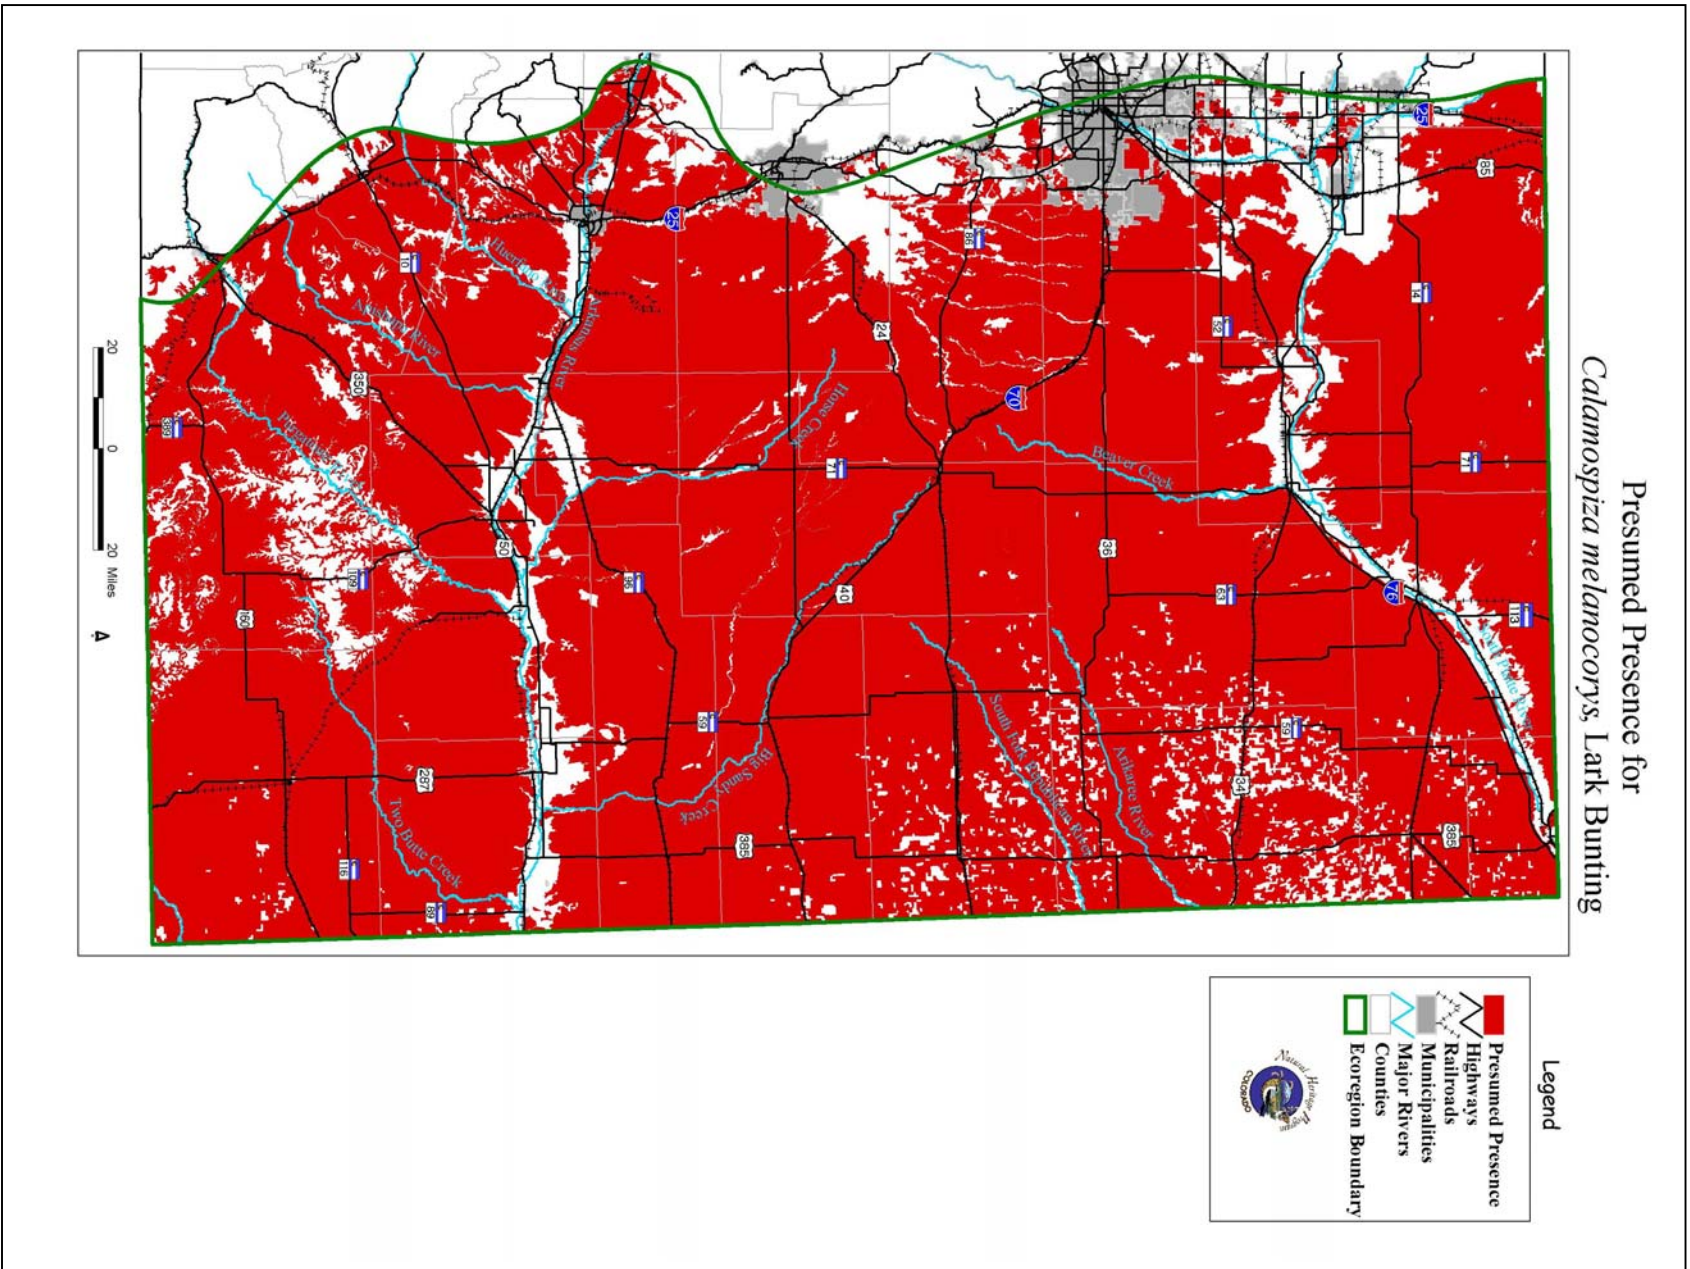 Presumed Presence for
Calamospiza melanocorys, Lark Bunting
85
25
14
71
113
76
South Platte River
385
52
63
59
34
36
Beaver Creek
Arikaree River
South Fork Republican River
86
70
24
71
40
Horse Creek
25
96
59
Big Sandy Creek
385
Arkansas River
Huerfano River
10
Apishapa River
50
350
Purgatoire River
109
287
Two Butte Creek
116
89
389
160
20 0 20 Miles
Legend
Presumed Presence
Highways
Railroads
Municipalities
Major Rivers
Counties
Ecoregion Boundary
Natural Heritage Program
COLORADO